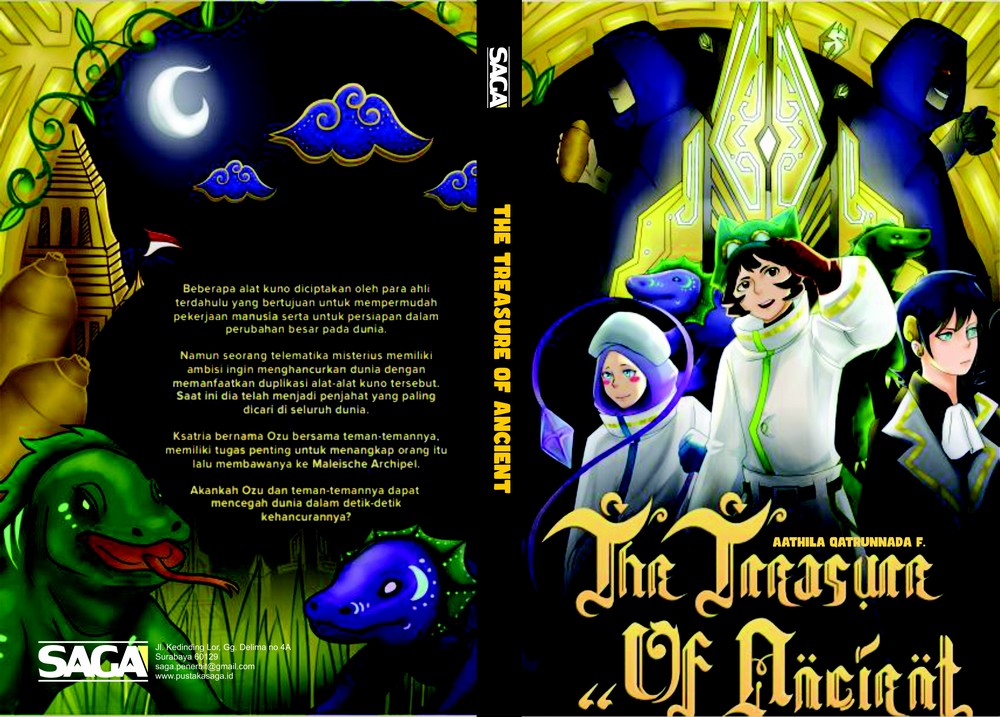 Beberapa alat kuno diciptakan oleh para ahli
terdahulu yang bertujuan untuk mempermudah
pekerjaan manusia serta untuk persiapan dalam
perubahan besar pada dunia.
Namun seorang telematika misterius memiliki
ambisi ingin menghancurkan dunia dengan
memanfaatkan duplikasi alat-alat kuno tersebut.
Saat ini dia telah menjadi penjahat yang paling
dicari di seluruh dunia.
Ksatria bernama Ozu bersama teman-temannya,
memiliki tugas penting untuk menangkap orang itu
lalu membawanya ke Maleische Archipel.
Akankah Ozu dan teman-temannya dapat
mencegah dunia dalam detik-detik
kehancurannya?
SAGA
Jl. Kedinding Lor, Gg. Delima no 4A
Surabaya 60129
saga.penerbit@gmail.com
www.pustakasaga.id
SAGA
THE TREASURE OF ANCIENT
AATHILA QATRUNNADA F.
The Treasure
"Of Ancient